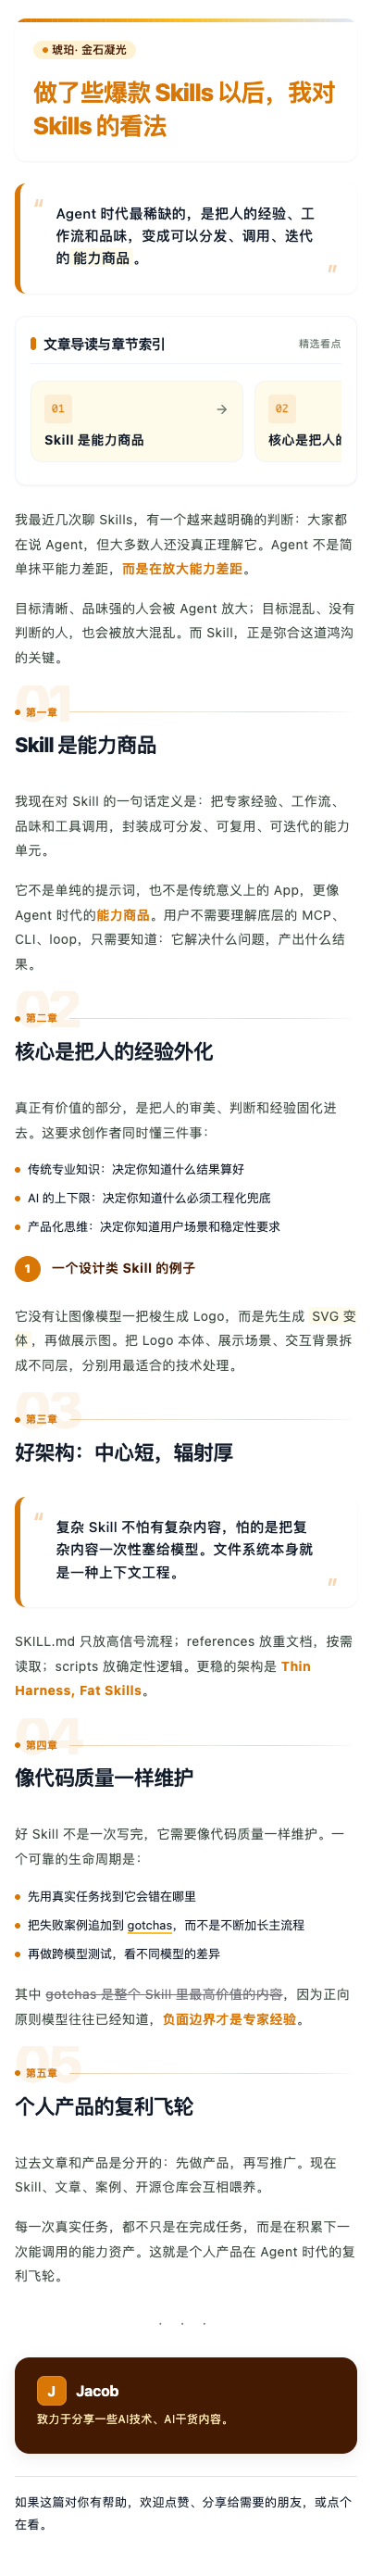 琥珀· 金石凝光
做了些爆款 Skills 以后，我对
Skills 的看法
“
Agent 时代最稀缺的，是把人的经验、工
作流和品味，变成可以分发、调用、迭代
的 能力商品 。
”
文章导读与章节索引
精选看点
01
→
02
Skill 是能力商品
核心是把人的
我最近几次聊 Skills，有一个越来越明确的判断：大家都
在说 Agent，但大多数人还没真正理解它。Agent 不是简
单抹平能力差距，而是在放大能力差距。
目标清晰、品味强的人会被 Agent 放大；目标混乱、没有
判断的人，也会被放大混乱。而 Skill，正是弥合这道鸿沟
的关键。
01
第一章
Skill 是能力商品
我现在对 Skill 的一句话定义是：把专家经验、工作流、
品味和工具调用，封装成可分发、可复用、可迭代的能力
单元。
它不是单纯的提示词，也不是传统意义上的 App，更像
Agent 时代的能力商品。用户不需要理解底层的 MCP、
CLI、loop，只需要知道：它解决什么问题，产出什么结
果。
02
第二章
核心是把人的经验外化
真正有价值的部分，是把人的审美、判断和经验固化进
去。这要求创作者同时懂三件事：
传统专业知识：决定你知道什么结果算好
AI 的上下限：决定你知道什么必须工程化兜底
产品化思维：决定你知道用户场景和稳定性要求
1 一个设计类 Skill 的例子
它没有让图像模型一把梭生成 Logo，而是先生成 SVG 变
体 ，再做展示图。把 Logo 本体、展示场景、交互背景拆
成不同层，分别用最适合的技术处理。
03
第三章
好架构：中心短，辐射厚
“
复杂 Skill 不怕有复杂内容，怕的是把复
杂内容一次性塞给模型。文件系统本身就
是一种上下文工程。
”
SKILL.md 只放高信号流程；references 放重文档，按需
读取；scripts 放确定性逻辑。更稳的架构是 Thin
Harness, Fat Skills。
04
第四章
像代码质量一样维护
好 Skill 不是一次写完，它需要像代码质量一样维护。一
个可靠的生命周期是：
先用真实任务找到它会错在哪里
把失败案例追加到 gotchas，而不是不断加长主流程
再做跨模型测试，看不同模型的差异
其中 gotchas 是整个 Skill 里最高价值的内容，因为正向
原则模型往往已经知道，负面边界才是专家经验。
05
第五章
个人产品的复利飞轮
过去文章和产品是分开的：先做产品，再写推广。现在
Skill、文章、案例、开源仓库会互相喂养。
每一次真实任务，都不只是在完成任务，而是在积累下一
次能调用的能力资产。这就是个人产品在 Agent 时代的复
利飞轮。
· · ·
J Jacob
致力于分享一些AI技术、AI干货内容。
如果这篇对你有帮助，欢迎点赞、分享给需要的朋友，或点个
在看。